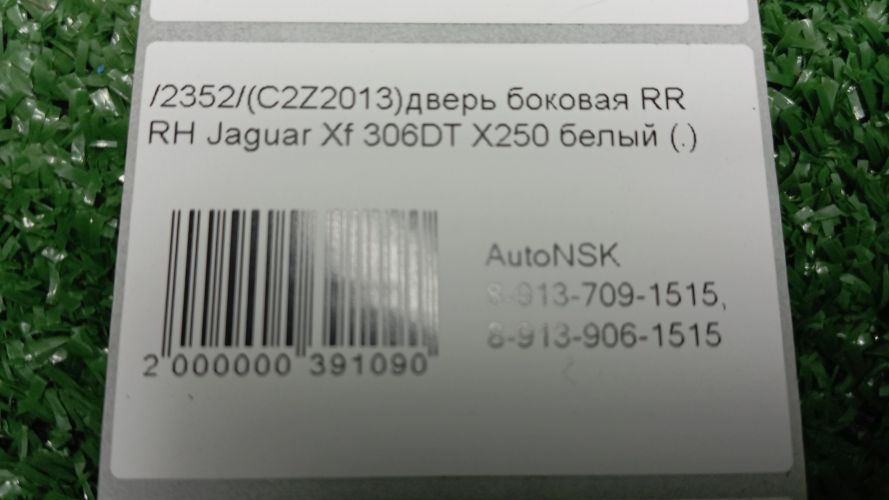 /2352/(C2Z2013)дверь боковая RR
RH Jaguar Xf 306DT X250 белый (.)
AutoNSK
8-913-709-1515,
8-913-906-1515
2 000000 391090